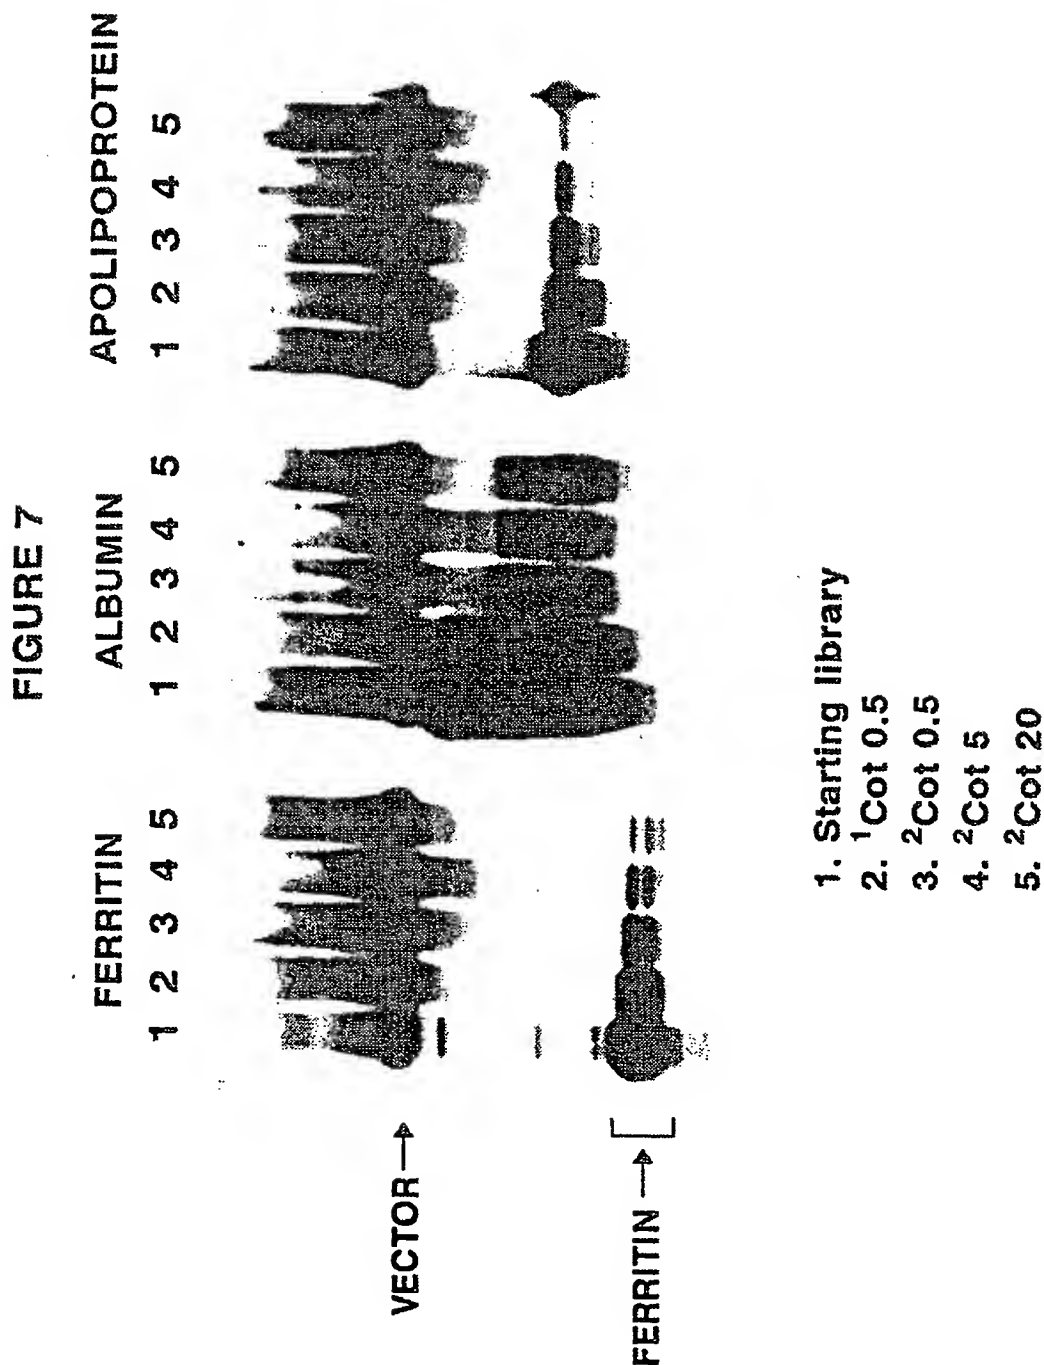 FIGURE 7
FERRITIN ALBUMIN APOLIPOPROTEIN
1 2 3 4 5 1 2 3 4 5 1 2 3 4 5
VECTOR
FERRITIN
1. Starting library
2. ¹Cot 0.5
3. ²Cot 0.5
4. ²Cot 5
5. ²Cot 20